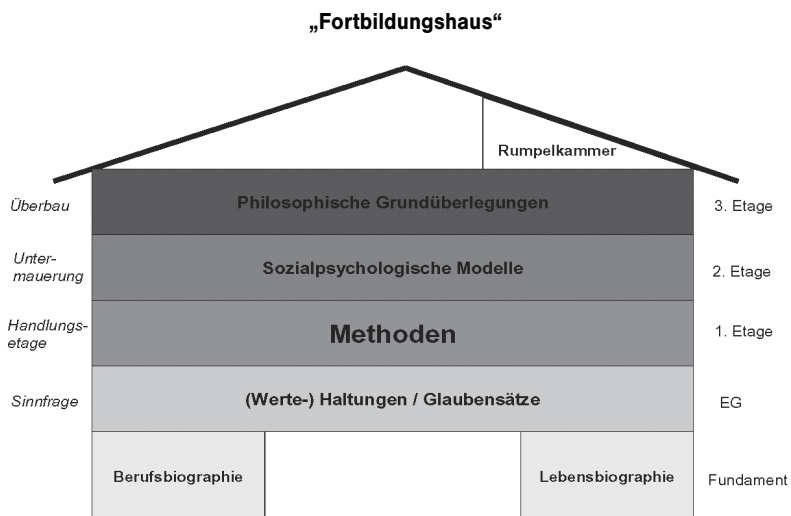 „Fortbildungshaus“
Rumpelkammer
Überbau
Philosophische Grundüberlegungen
3. Etage
Unter-
mauerung
Sozialpsychologische Modelle
2. Etage
Handlungs-
etage
Methoden
1. Etage
Sinnfrage
(Werte-) Haltungen / Glaubensätze
EG
Berufsbiographie
Lebensbiographie
Fundament